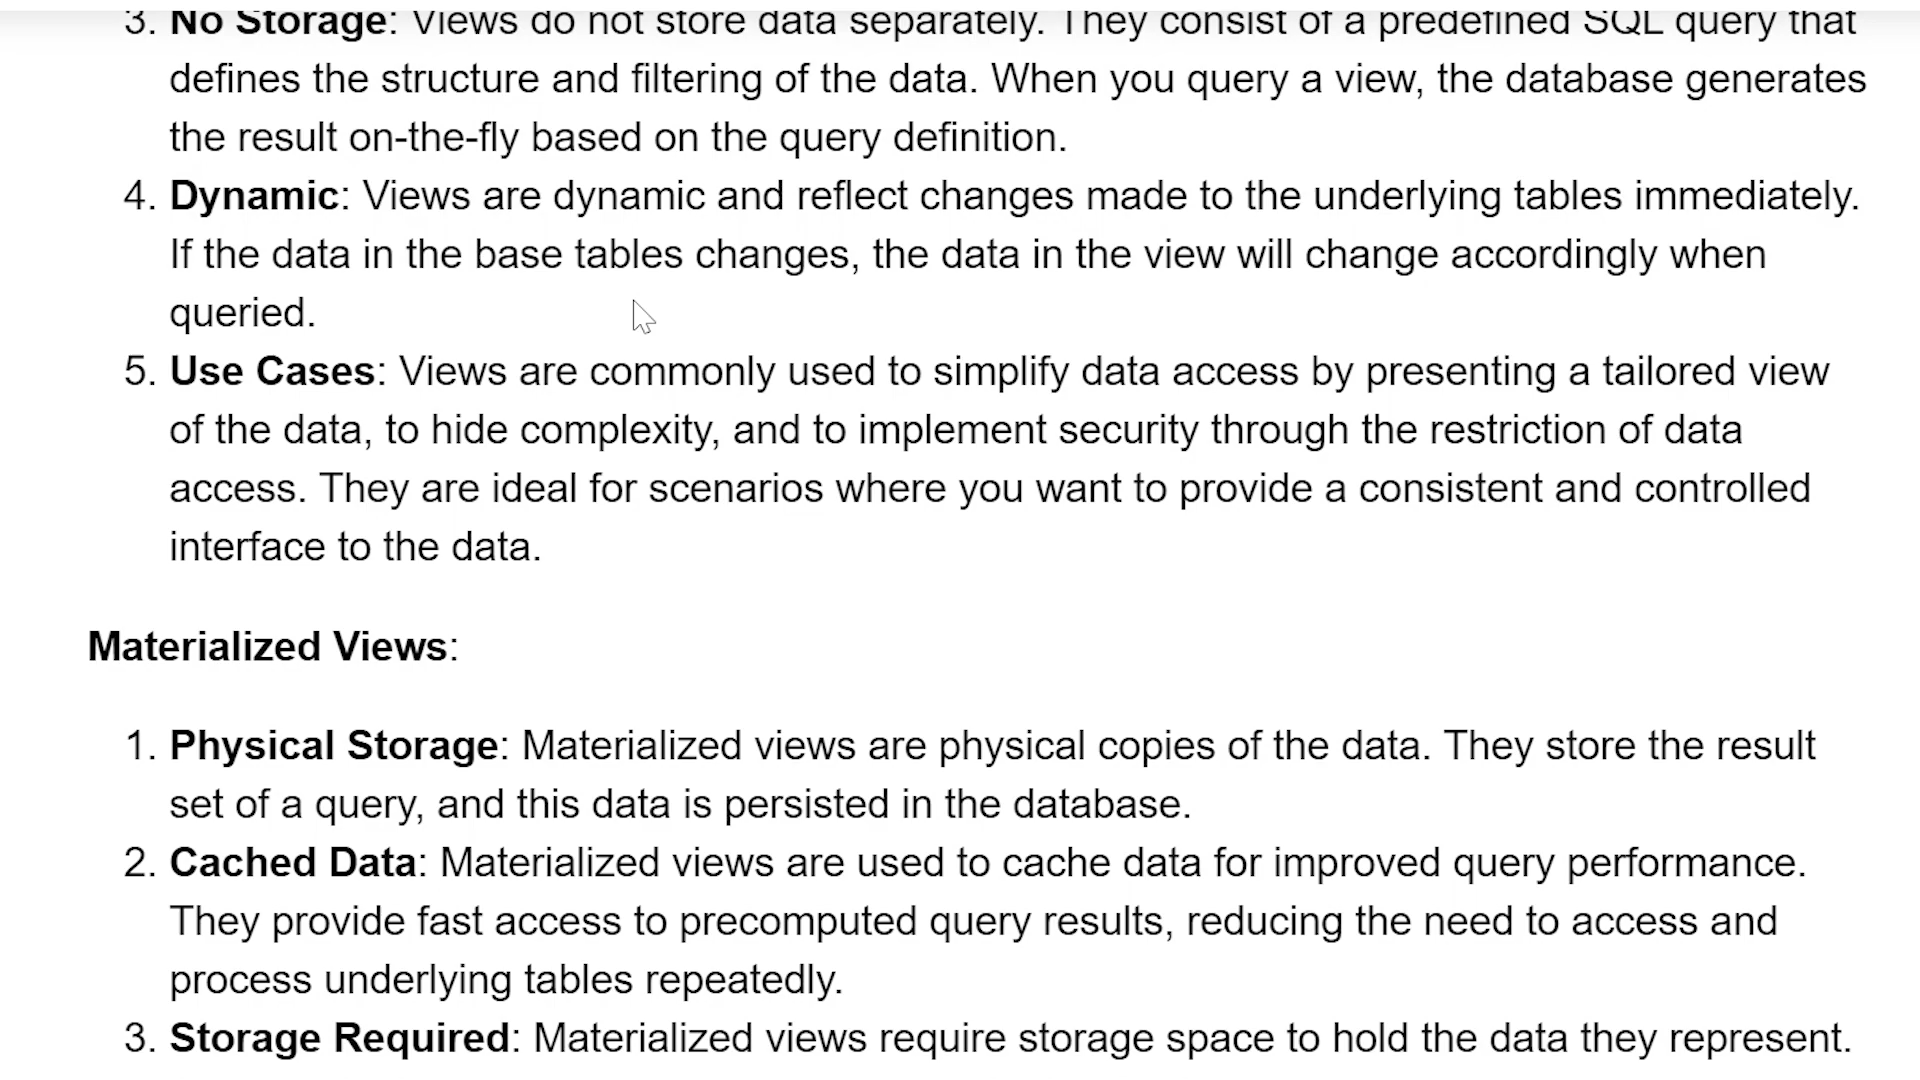 3. No Storage: Views do not store data separately. They consist of a predefined SQL query that
defines the structure and filtering of the data. When you query a view, the database generates
the result on-the-fly based on the query definition.
4. Dynamic: Views are dynamic and reflect changes made to the underlying tables immediately.
If the data in the base tables changes, the data in the view will change accordingly when
queried.
5. Use Cases: Views are commonly used to simplify data access by presenting a tailored view
of the data, to hide complexity, and to implement security through the restriction of data
access. They are ideal for scenarios where you want to provide a consistent and controlled
interface to the data.
Materialized Views:
1. Physical Storage: Materialized views are physical copies of the data. They store the result
set of a query, and this data is persisted in the database.
2. Cached Data: Materialized views are used to cache data for improved query performance.
They provide fast access to precomputed query results, reducing the need to access and
process underlying tables repeatedly.
3. Storage Required: Materialized views require storage space to hold the data they represent.